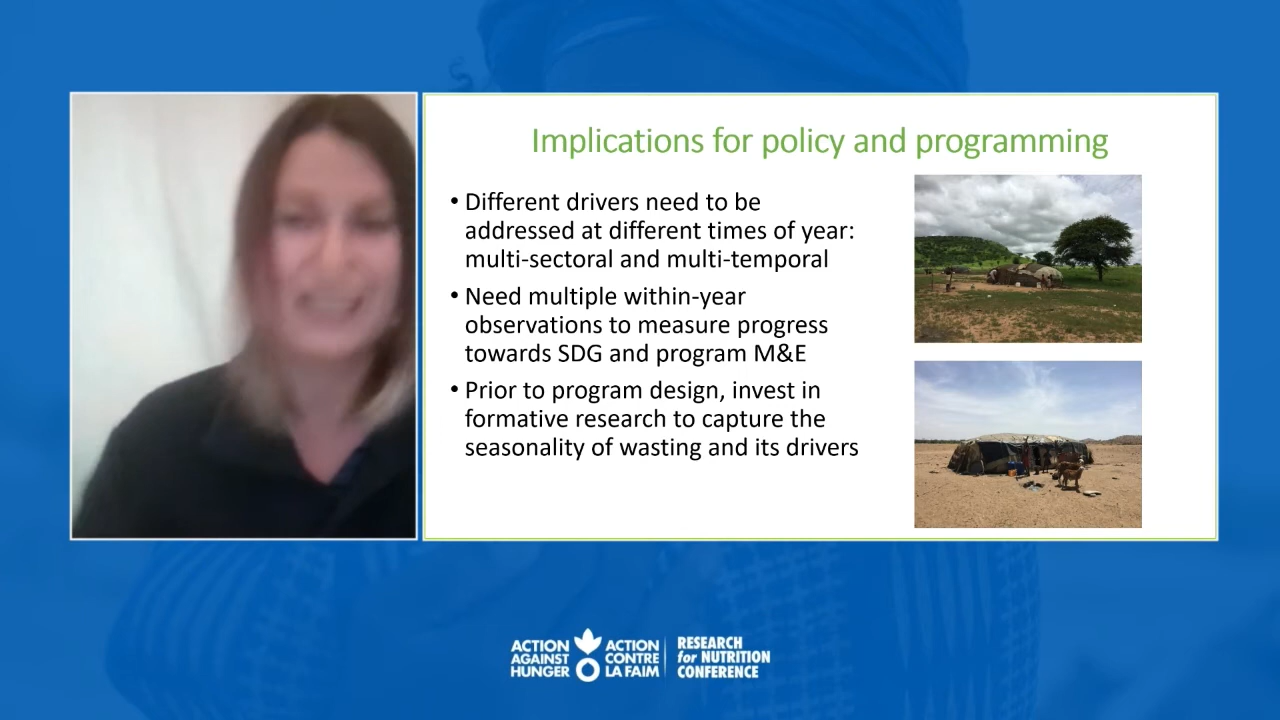 Implications for policy and programming
• Different drivers need to be
addressed at different times of year:
multi-sectoral and multi-temporal
• Need multiple within-year
observations to measure progress
towards SDG and program M&E
• Prior to program design, invest in
formative research to capture the
seasonality of wasting and its drivers
ACTION
AGAINST
HUNGER
ACTION
CONTRE
LA FAIM
RESEARCH
for NUTRITION
CONFERENCE